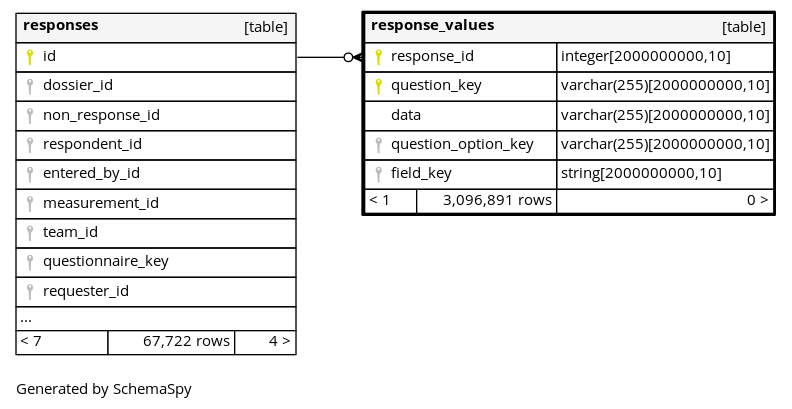 responses [table]
id
dossier_id
non_response_id
respondent_id
entered_by_id
measurement_id
team_id
questionnaire_key
requester_id
...
< 7 67,722 rows 4 >
response_values [table]
response_id integer[2000000000,10]
question_key varchar(255)[2000000000,10]
data varchar(255)[2000000000,10]
question_option_key varchar(255)[2000000000,10]
field_key string[2000000000,10]
< 1 3,096,891 rows 0 >
Generated by SchemaSpy